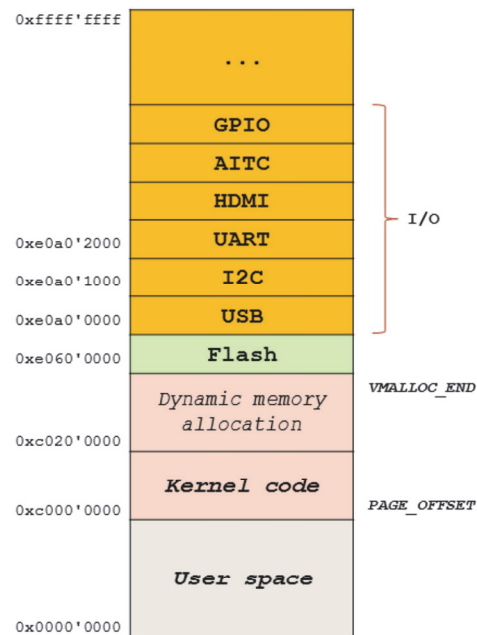 0xffff'ffff
...
GPIO
AITC
HDMI
I/O
UART
0xe0a0'2000
I2C
0xe0a0'1000
USB
0xe0a0'0000
Flash
0xe060'0000
VMALLOC_END
Dynamic memory
allocation
0xc020'0000
Kernel code
PAGE_OFFSET
0xc000'0000
User space
0x0000'0000